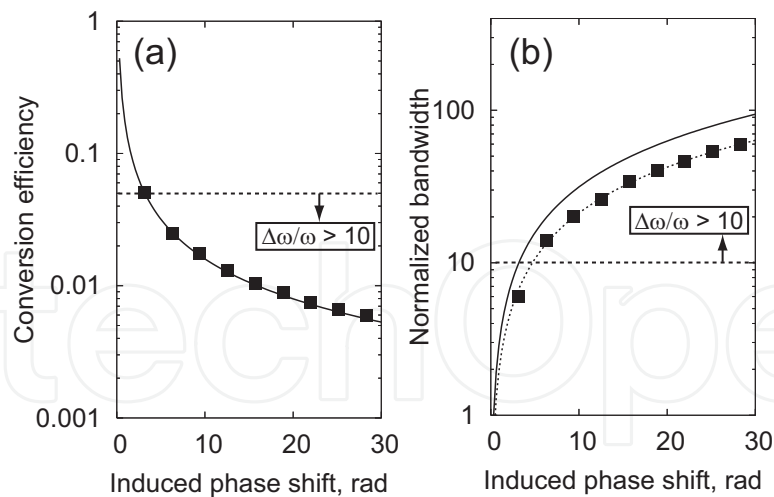 (a)
1
0.1
0.01
0.001
Conversion efficiency
Δω/ω > 10
0 10 20 30
Induced phase shift, rad
(b)
100
10
1
Normalized bandwidth
Δω/ω > 10
0 10 20 30
Induced phase shift, rad
techOpe